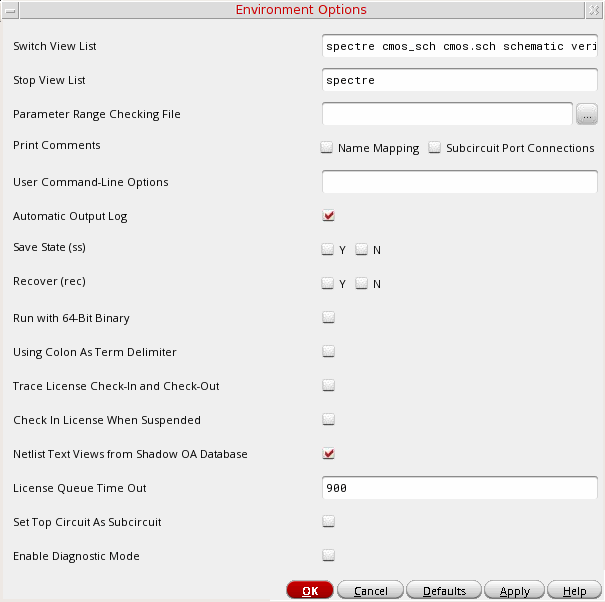 Environment Options
Switch View List spectre cmos_sch cmos.sch schematic veri
Stop View List spectre
Parameter Range Checking File ...
Print Comments Name Mapping Subcircuit Port Connections
User Command-Line Options
Automatic Output Log
Save State (ss) Y N
Recover (rec) Y N
Run with 64-Bit Binary
Using Colon As Term Delimiter
Trace License Check-In and Check-Out
Check In License When Suspended
Netlist Text Views from Shadow OA Database
License Queue Time Out 900
Set Top Circuit As Subcircuit
Enable Diagnostic Mode
OK Cancel Defaults Apply Help